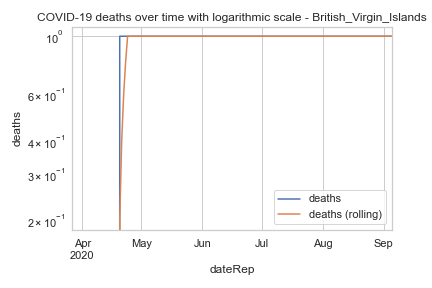 COVID-19 deaths over time with logarithmic scale - British_Virgin_Islands
10⁰
6 × 10⁻¹
4 × 10⁻¹
3 × 10⁻¹
2 × 10⁻¹
deaths
deaths
deaths (rolling)
Apr May Jun Jul Aug Sep
2020
dateRep